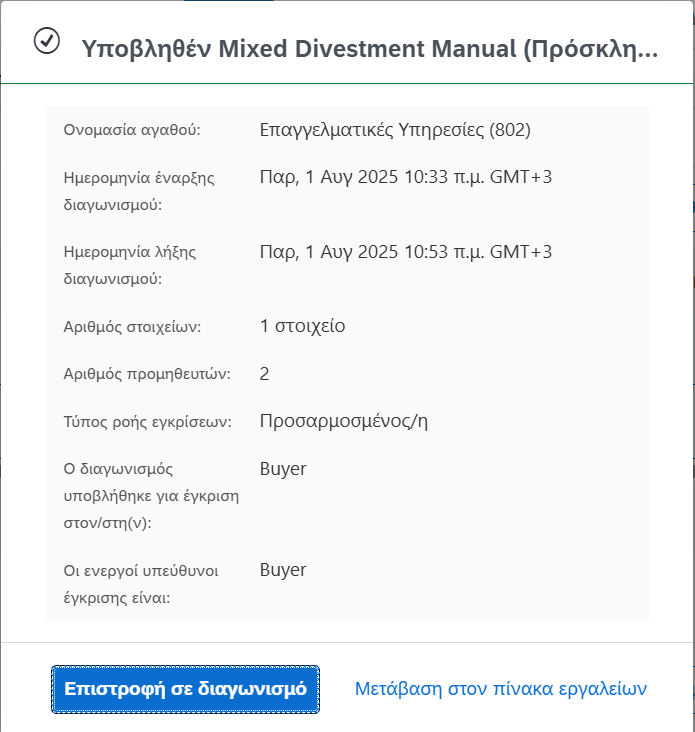 Υποβληθέν Mixed Divestment Manual (Πρόσκλη...
Ονομασία αγαθού: Επαγγελματικές Υπηρεσίες (802)
Ημερομηνία έναρξης Παρ, 1 Αυγ 2025 10:33 π.μ. GMT+3
διαγωνισμού:
Ημερομηνία λήξης Παρ, 1 Αυγ 2025 10:53 π.μ. GMT+3
διαγωνισμού:
Αριθμός στοιχείων: 1 στοιχείο
Αριθμός προμηθευτών: 2
Τύπος ροής εγκρίσεων: Προσαρμοσμένος/η
Ο διαγωνισμός Buyer
υποβλήθηκε για έγκριση
στον/στη(ν):
Οι ενεργοί υπεύθυνοι Buyer
έγκρισης είναι:
Επιστροφή σε διαγωνισμό Μετάβαση στον πίνακα εργαλείων